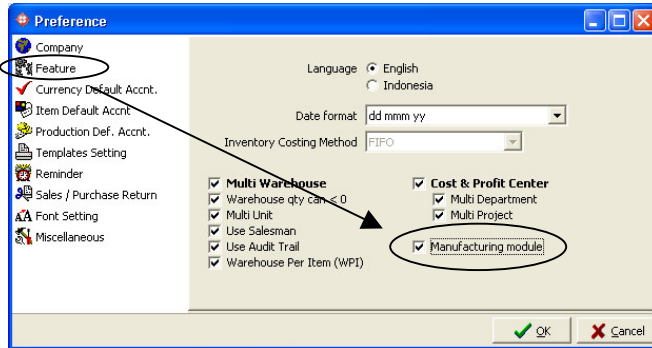 Preference
Company
Feature
Currency Default Accnt.
Item Default Accnt
Production Def. Accnt.
Templates Setting
Reminder
Sales / Purchase Return
Font Setting
Miscellaneous
Language English
Indonesia
Date format dd mmm yy
Inventory Costing Method FIFO
Multi Warehouse
Warehouse qty can < 0
Multi Unit
Use Salesman
Use Audit Trail
Warehouse Per Item (WPI)
Cost & Profit Center
Multi Department
Multi Project
Manufacturing module
OK Cancel